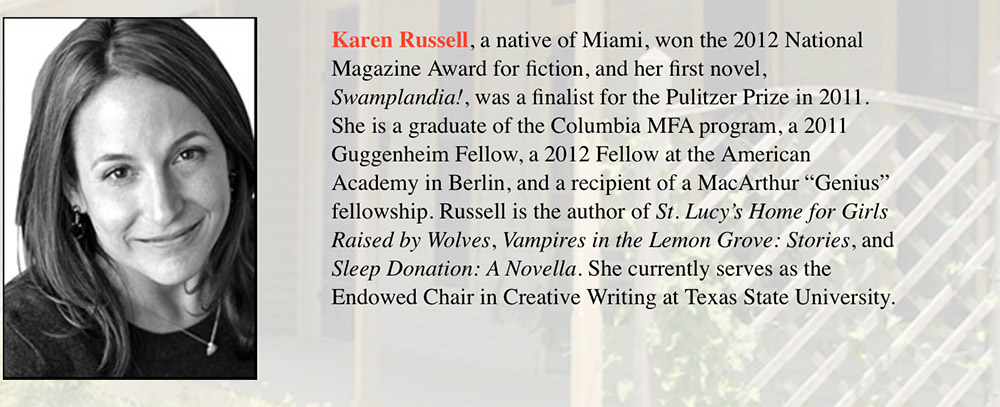 Karen Russell, a native of Miami, won the 2012 National
Magazine Award for fiction, and her first novel,
Swamplandia!, was a finalist for the Pulitzer Prize in 2011.
She is a graduate of the Columbia MFA program, a 2011
Guggenheim Fellow, a 2012 Fellow at the American
Academy in Berlin, and a recipient of a MacArthur “Genius”
fellowship. Russell is the author of St. Lucy’s Home for Girls
Raised by Wolves, Vampires in the Lemon Grove: Stories, and
Sleep Donation: A Novella. She currently serves as the
Endowed Chair in Creative Writing at Texas State University.